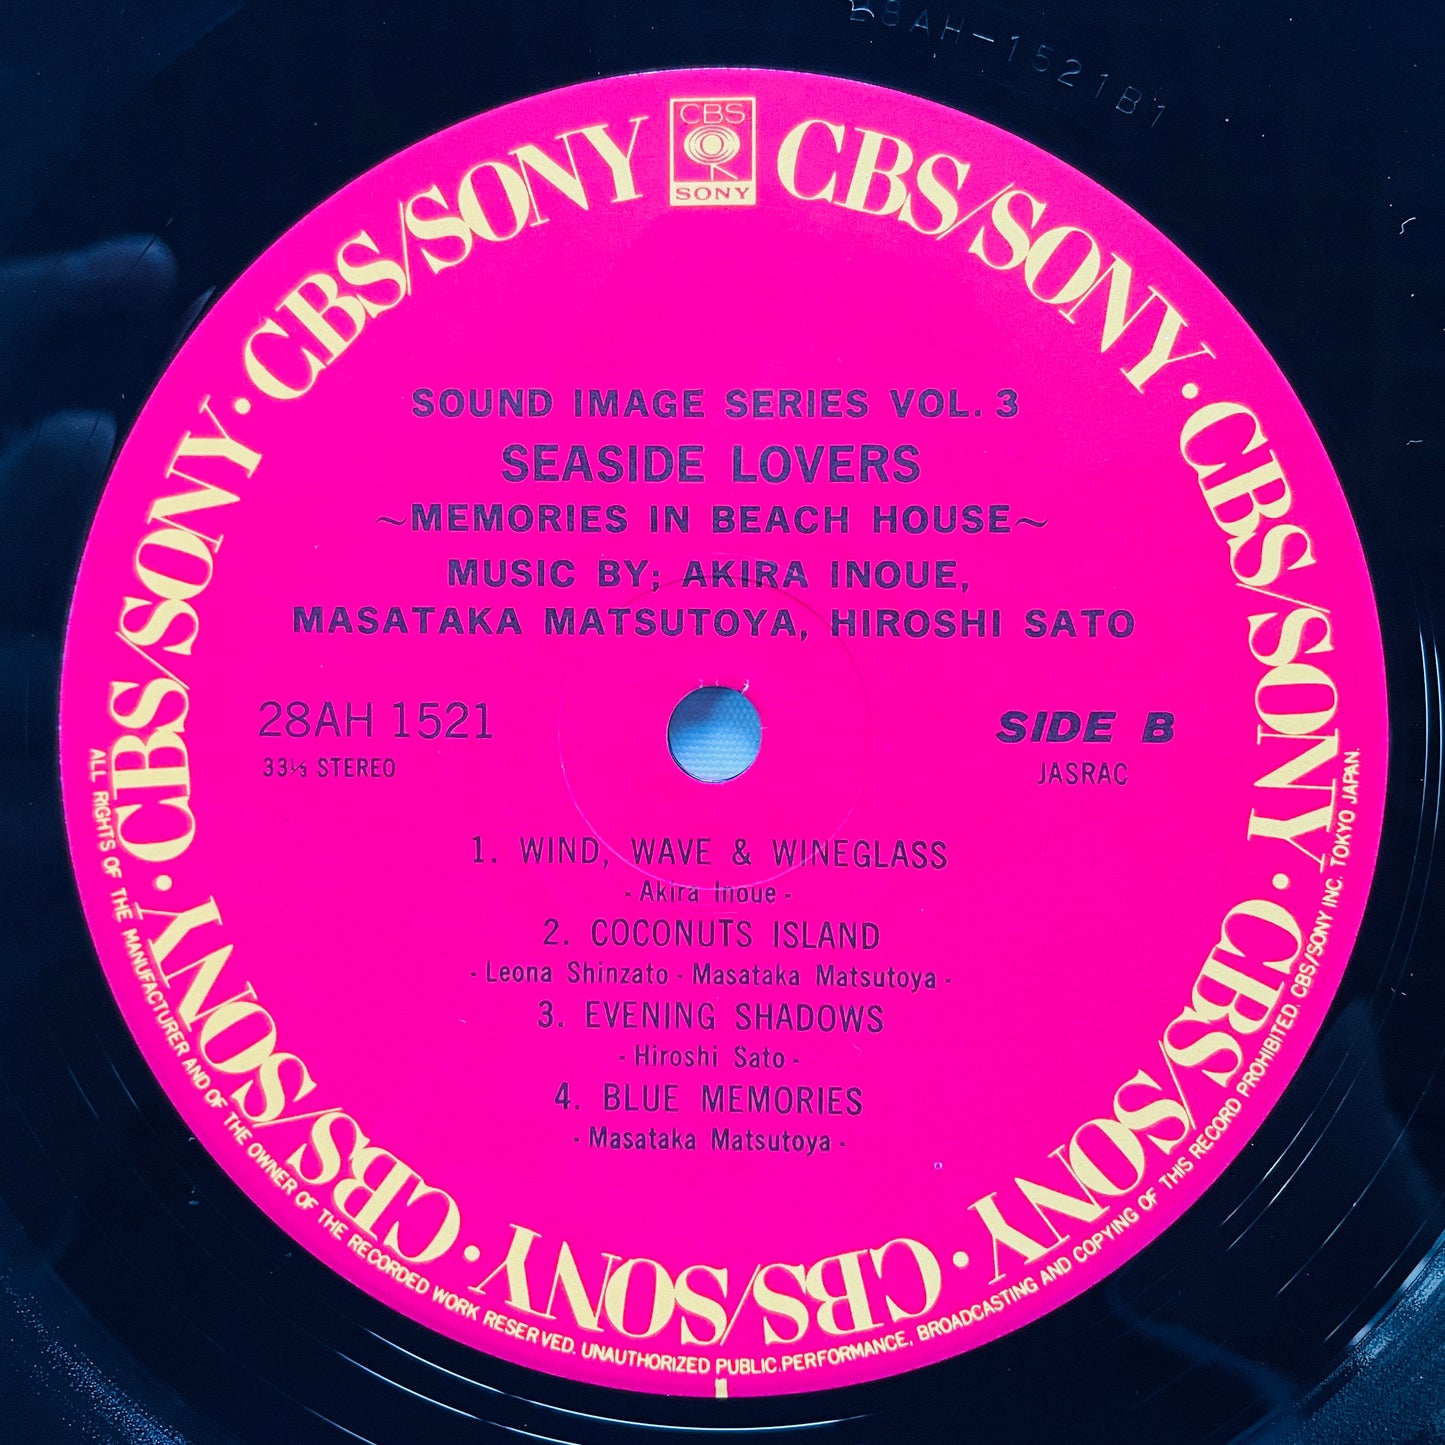 28AH-1521B1
CBS
SONY
CBS/SONY · CBS/SONY · CBS/SONY · CBS/SONY · CBS/SONY · CBS/SONY · CBS/SONY · CBS/SONY
SOUND IMAGE SERIES VOL. 3
SEASIDE LOVERS
~MEMORIES IN BEACH HOUSE~
MUSIC BY; AKIRA INOUE,
MASATAKA MATSUTOYA, HIROSHI SATO
28AH 1521
SIDE B
33⅓ STEREO
JASRAC
1. WIND, WAVE & WINEGLASS
- Akira Inoue -
2. COCONUTS ISLAND
- Leona Shinzato - Masataka Matsutoya -
3. EVENING SHADOWS
- Hiroshi Sato -
4. BLUE MEMORIES
- Masataka Matsutoya -
ALL RIGHTS OF THE MANUFACTURER AND OF THE OWNER OF THE RECORDED WORK RESERVED. UNAUTHORIZED PUBLIC. PERFORMANCE, BROADCASTING AND COPYING OF THIS RECORD PROHIBITED. CBS/SONY INC. TOKYO JAPAN.